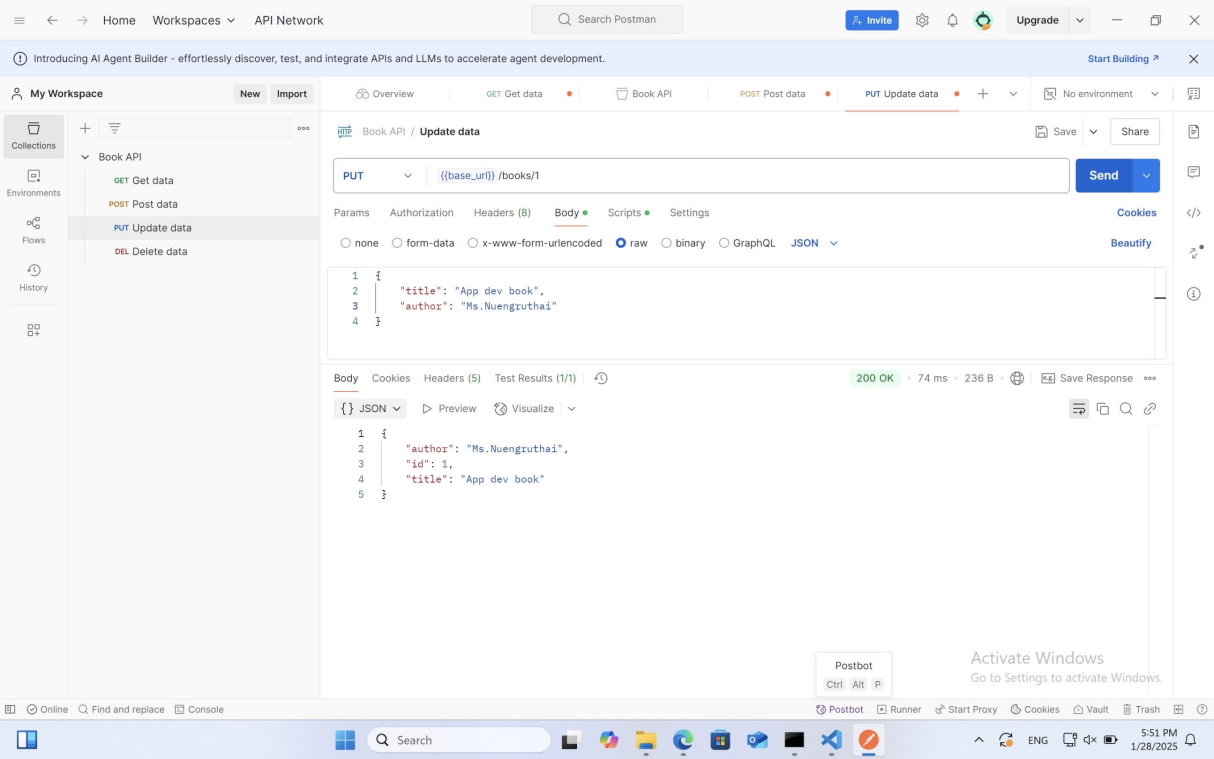 Home Workspaces API Network Search Postman Invite Upgrade
Introducing AI Agent Builder - effortlessly discover, test, and integrate APIs and LLMs to accelerate agent development. Start Building
My Workspace New Import Overview GET Get data Book API POST Post data PUT Update data No environment
Collections
Environments
Flows
History
Book API
GET Get data
POST Post data
PUT Update data
DEL Delete data
HTTP Book API / Update data Save Share
PUT {{base_url}} /books/1 Send
Params Authorization Headers (8) Body Scripts Settings Cookies
none form-data x-www-form-urlencoded raw binary GraphQL JSON Beautify
1 {
2 "title": "App dev book",
3 "author": "Ms.Nuengruthai"
4 }
Body Cookies Headers (5) Test Results (1/1) 200 OK 74 ms 236 B Save Response
{} JSON Preview Visualize
1 {
2 "author": "Ms.Nuengruthai",
3 "id": 1,
4 "title": "App dev book"
5 }
Postbot
Ctrl Alt P
Activate Windows
Go to Settings to activate Windows.
Online Find and replace Console Postbot Runner Start Proxy Cookies Vault Trash
Search ENG 5:51 PM
1/28/2025